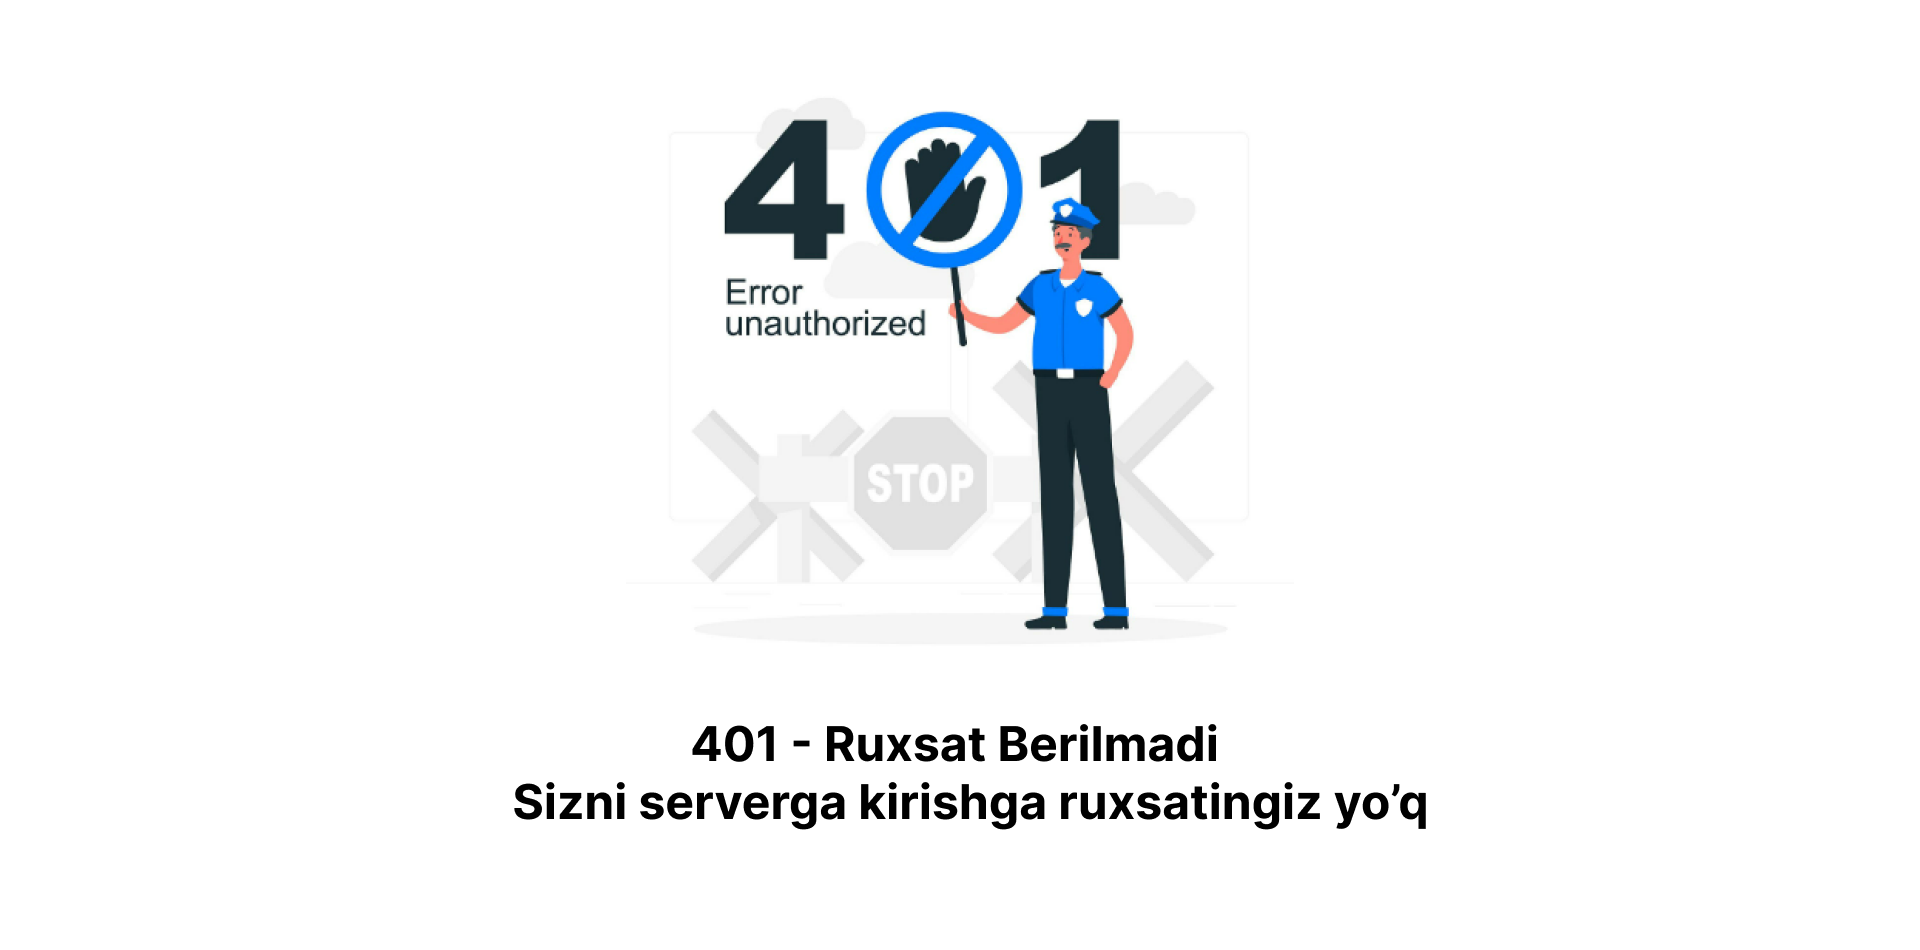 401
Error
unauthorized
STOP
401 - Ruxsat Berilmadi
Sizni serverga kirishga ruxsatingiz yo’q